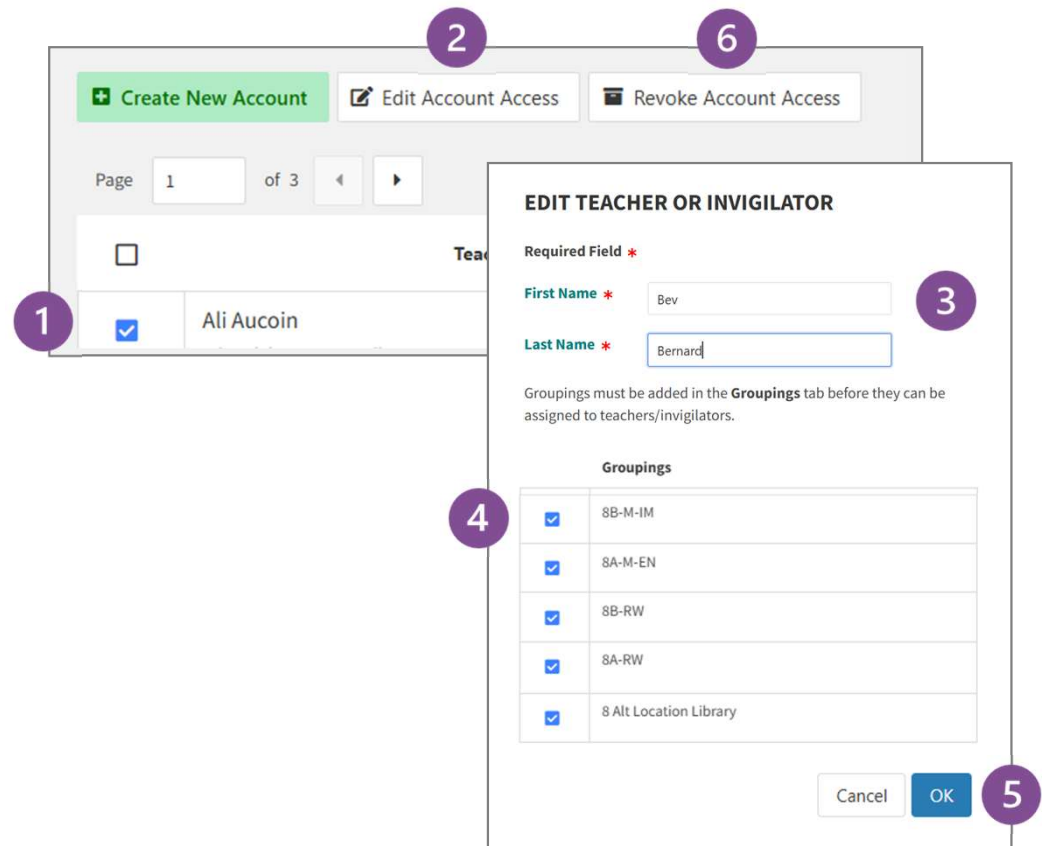 2
6
Create New Account
Edit Account Access
Revoke Account Access
Page 1 of 3
1
Ali Aucoin
EDIT TEACHER OR INVIGILATOR
Required Field *
First Name * Bev
3
Last Name * Bernard
Groupings must be added in the Groupings tab before they can be
assigned to teachers/invigilators.
Groupings
4
8B-M-IM
8A-M-EN
8B-RW
8A-RW
8 Alt Location Library
Cancel
OK
5